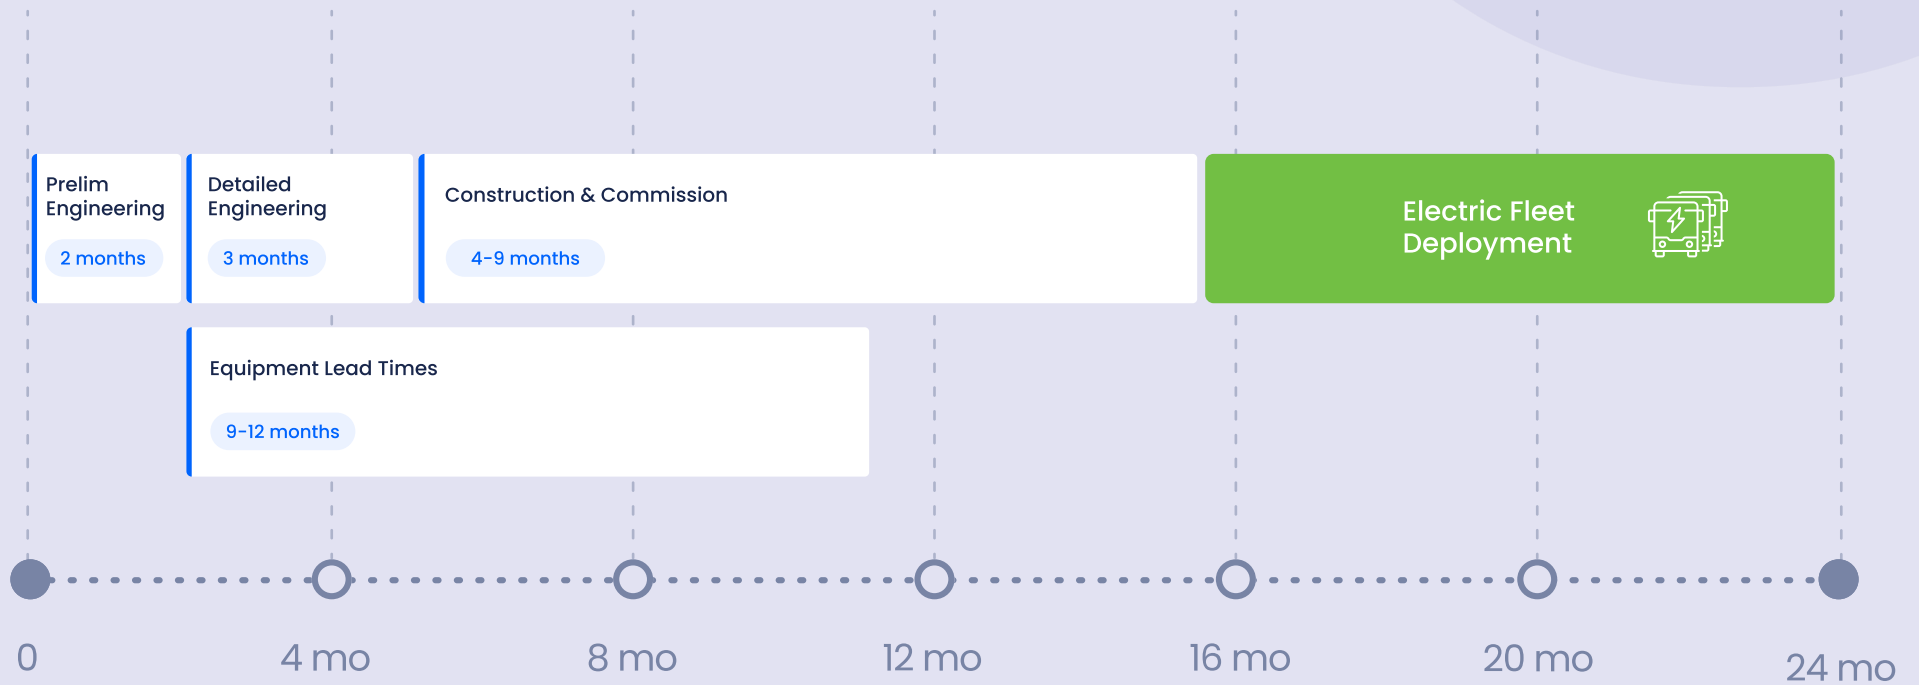 Prelim
Engineering
2 months
Detailed
Engineering
3 months
Construction & Commission
4-9 months
Electric Fleet
Deployment
Equipment Lead Times
9-12 months
0
4 mo
8 mo
12 mo
16 mo
20 mo
24 mo